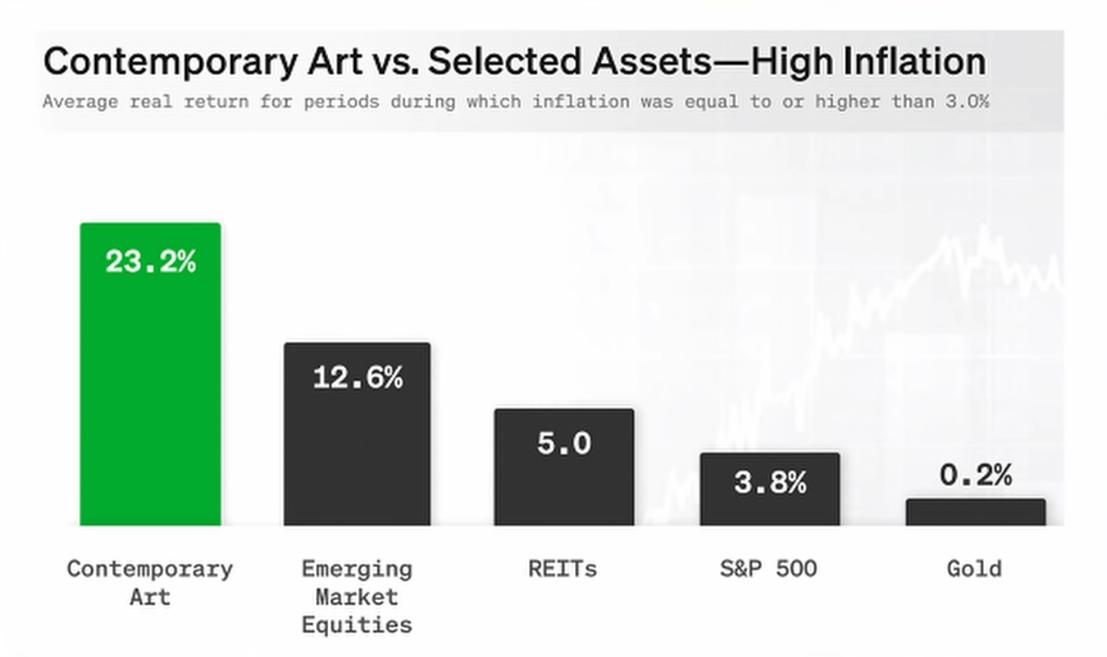 Contemporary Art vs. Selected Assets—High Inflation
Average real return for periods during which inflation was equal to or higher than 3.0%
23.2%
12.6%
5.0
3.8%
0.2%
Contemporary
Art
Emerging
Market
Equities
REITs
S&P 500
Gold